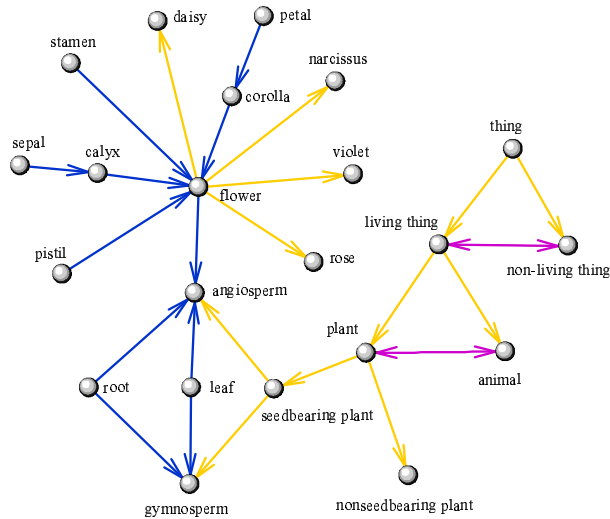 daisy
petal
stamen
narcissus
corolla
thing
sepal
calyx
violet
flower
living thing
pistil
rose
non-living thing
angiosperm
plant
animal
root
leaf
seedbearing plant
gymnosperm
nonseedbearing plant